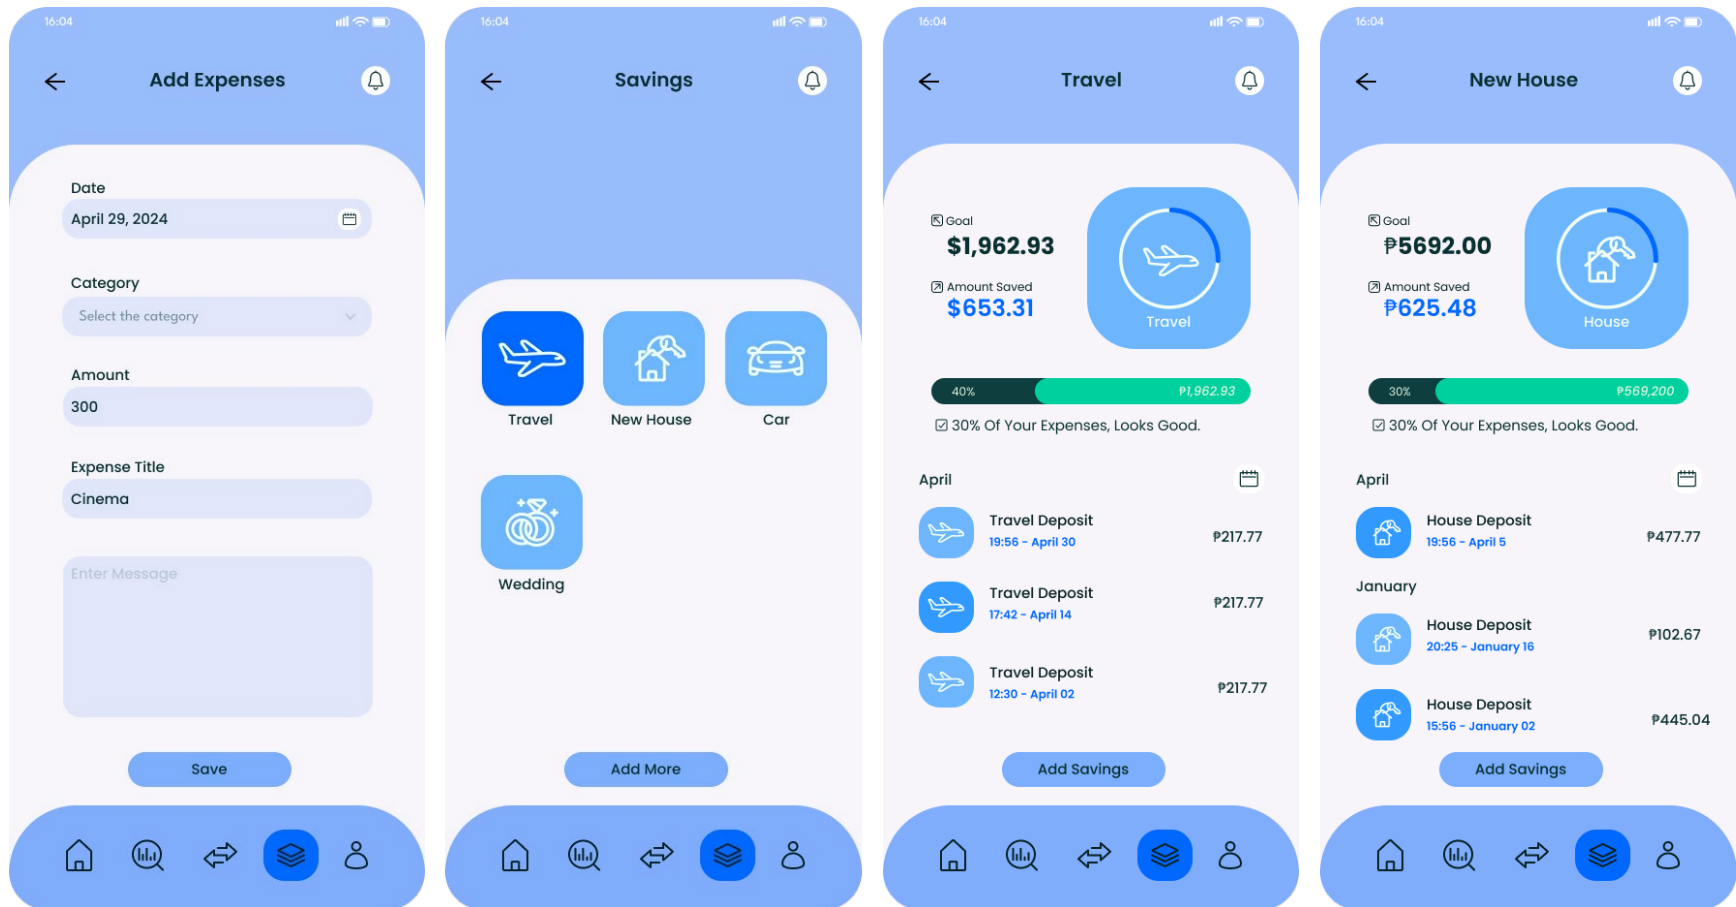 16:04
Add Expenses
Date
April 29, 2024
Category
Select the category
Amount
300
Expense Title
Cinema
Enter Message
Save
16:04
Savings
Travel
New House
Car
Wedding
Add More
16:04
Travel
Goal
$1,962.93
Amount Saved
$653.31
Travel
40%
₱1,962.93
30% Of Your Expenses, Looks Good.
April
Travel Deposit
19:56 - April 30
₱217.77
Travel Deposit
17:42 - April 14
₱217.77
Travel Deposit
12:30 - April 02
₱217.77
Add Savings
16:04
New House
Goal
₱5692.00
Amount Saved
₱625.48
House
30%
₱569,200
30% Of Your Expenses, Looks Good.
April
House Deposit
19:56 - April 5
₱477.77
January
House Deposit
20:25 - January 16
₱102.67
House Deposit
15:56 - January 02
₱445.04
Add Savings